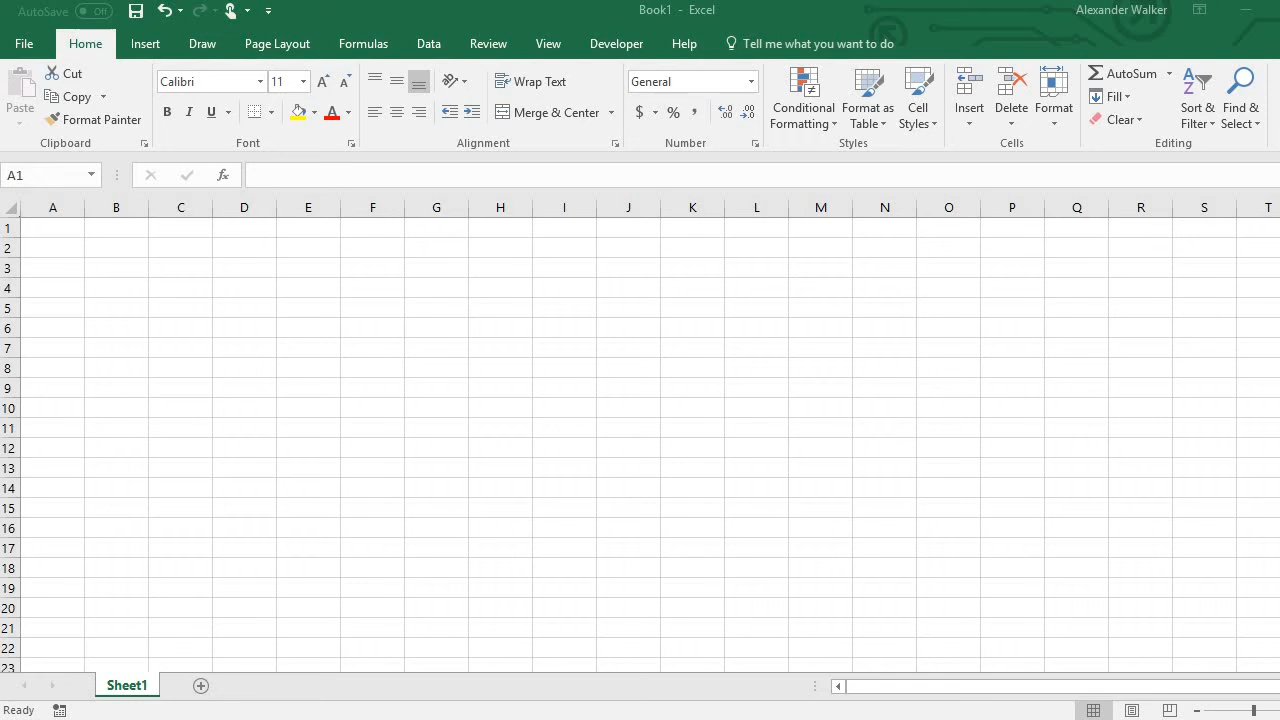 AutoSave Off Book1 - Excel Alexander Walker
File Home Insert Draw Page Layout Formulas Data Review View Developer Help Tell me what you want to do
Paste
Cut
Copy
Format Painter
Clipboard
Calibri 11
B I U A
Font
Wrap Text
Merge & Center
Alignment
General
$ % ,
Number
Conditional Formatting
Format as Table
Cell Styles
Styles
Insert Delete Format
Cells
AutoSum
Fill
Clear
Sort & Filter
Find & Select
Editing
A1 fx
A B C D E F G H I J K L M N O P Q R S T
1
2
3
4
5
6
7
8
9
10
11
12
13
14
15
16
17
18
19
20
21
22
23
Sheet1
Ready